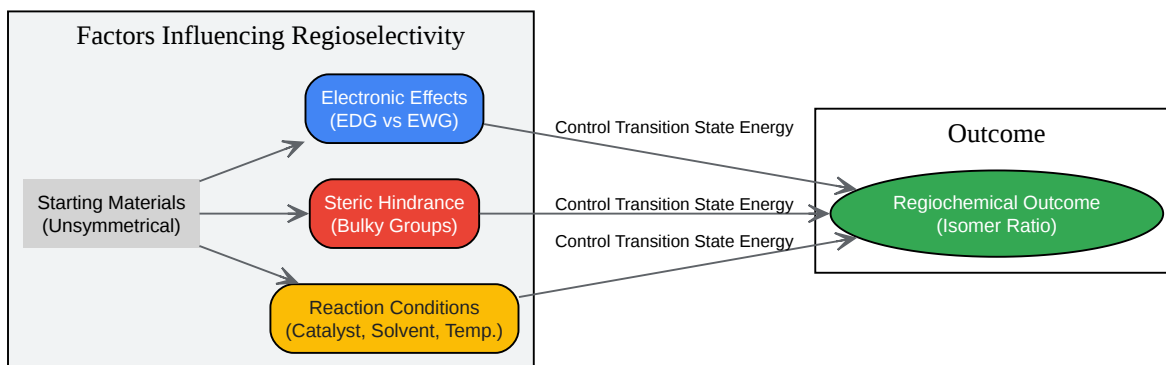 Factors Influencing Regioselectivity
Starting Materials
(Unsymmetrical)
Electronic Effects
(EDG vs EWG)
Steric Hindrance
(Bulky Groups)
Reaction Conditions
(Catalyst, Solvent, Temp.)
Control Transition State Energy
Control Transition State Energy
Control Transition State Energy
Outcome
Regiochemical Outcome
(Isomer Ratio)